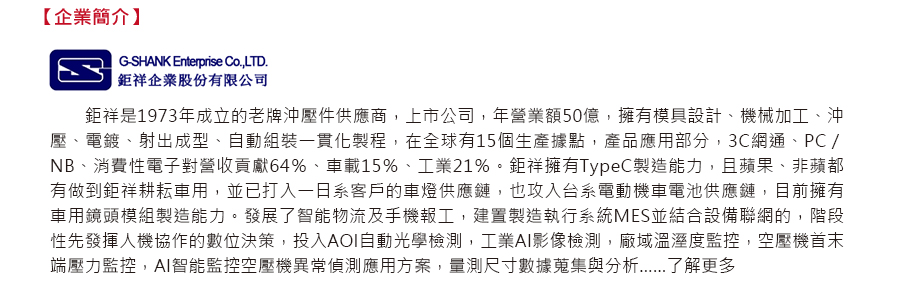 【企業簡介】
G-SHANK Enterprise Co.,LTD.
鉅祥企業股份有限公司
鉅祥是1973年成立的老牌沖壓件供應商，上市公司，年營業額50億，擁有模具設計、機械加工、沖
壓、電鍍、射出成型、自動組裝一貫化製程，在全球有15個生產據點，產品應用部分，3C網通、PC /
NB、消費性電子對營收貢獻64%、車載15%、工業21%。鉅祥擁有TypeC製造能力，且蘋果、非蘋都
有做到鉅祥耕耘車用，並已打入一日系客戶的車燈供應鏈，也攻入台系電動機車電池供應鏈，目前擁有
車用鏡頭模組製造能力。發展了智能物流及手機報工，建置製造執行系統MES並結合設備聯網的，階段
性先發揮人機協作的數位決策，投入AOI自動光學檢測，工業AI影像檢測，廠域溫溼度監控，空壓機首末
端壓力監控，AI智能監控空壓機異常偵測應用方案，量測尺寸數據蒐集與分析......了解更多